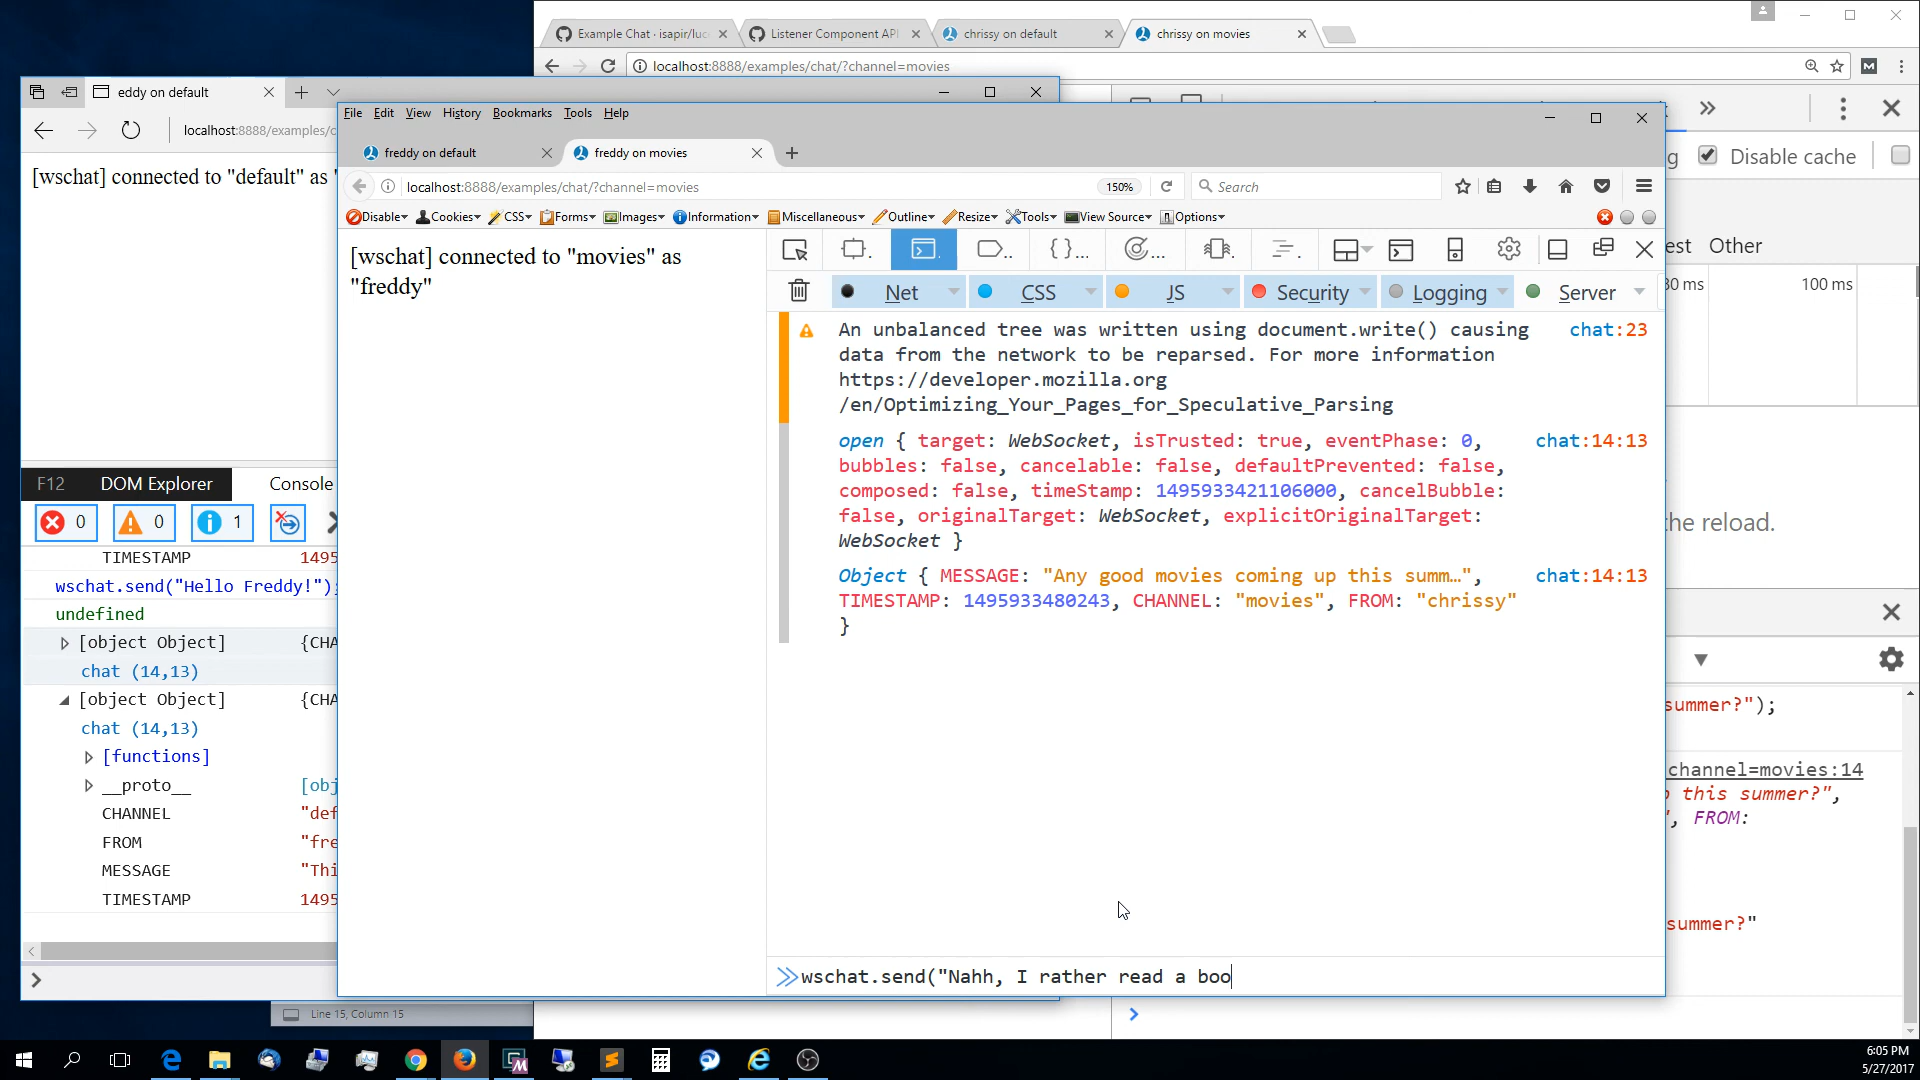 Example Chat · isapir/luc
Listener Component API
chrissy on default
chrissy on movies
localhost:8888/examples/chat/?channel=movies
eddy on default
localhost:8888/examples/c
[wschat] connected to "default" as "
File Edit View History Bookmarks Tools Help
freddy on default
freddy on movies
localhost:8888/examples/chat/?channel=movies
150%
Search
Disable Cookies CSS Forms Images Information Miscellaneous Outline Resize Tools View Source Options
[wschat] connected to "movies" as
"freddy"
Net CSS JS Security Logging Server
An unbalanced tree was written using document.write() causing chat:23
data from the network to be reparsed. For more information
https://developer.mozilla.org
/en/Optimizing_Your_Pages_for_Speculative_Parsing
open { target: WebSocket, isTrusted: true, eventPhase: 0, chat:14:13
bubbles: false, cancelable: false, defaultPrevented: false,
composed: false, timeStamp: 1495933421106000, cancelBubble:
false, originalTarget: WebSocket, explicitOriginalTarget:
WebSocket }
Object { MESSAGE: "Any good movies coming up this summ…", chat:14:13
TIMESTAMP: 1495933480243, CHANNEL: "movies", FROM: "chrissy"
}
wschat.send("Nahh, I rather read a boo
F12 DOM Explorer Console
0 0 1
TIMESTAMP 1495
wschat.send("Hello Freddy!");
undefined
[object Object] {CHA
chat (14,13)
[object Object] {CHA
chat (14,13)
[functions]
__proto__ [obj
CHANNEL "def
FROM "fre
MESSAGE "Thi
TIMESTAMP 1495
Line 15, Column 15
g Disable cache
est Other
80 ms 100 ms
the reload.
summer?");
channel=movies:14
p this summer?",
", FROM:
summer?"
6:05 PM
5/27/2017